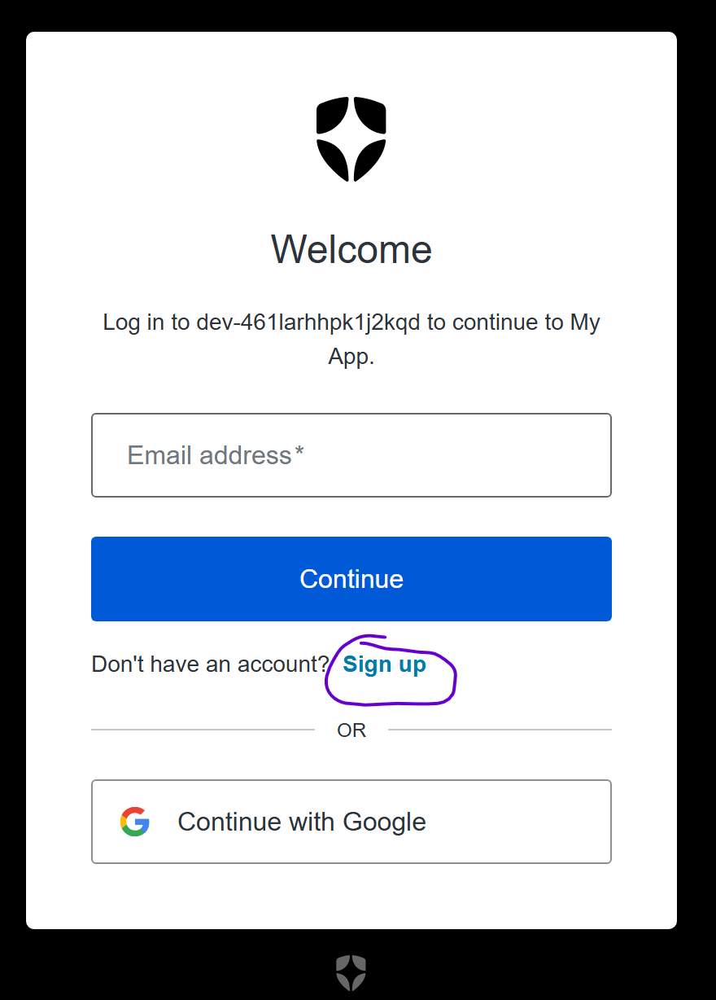 Welcome
Log in to dev-461larhhpk1j2kqd to continue to My
App.
Email address*
Continue
Don't have an account? Sign up
OR
Continue with Google